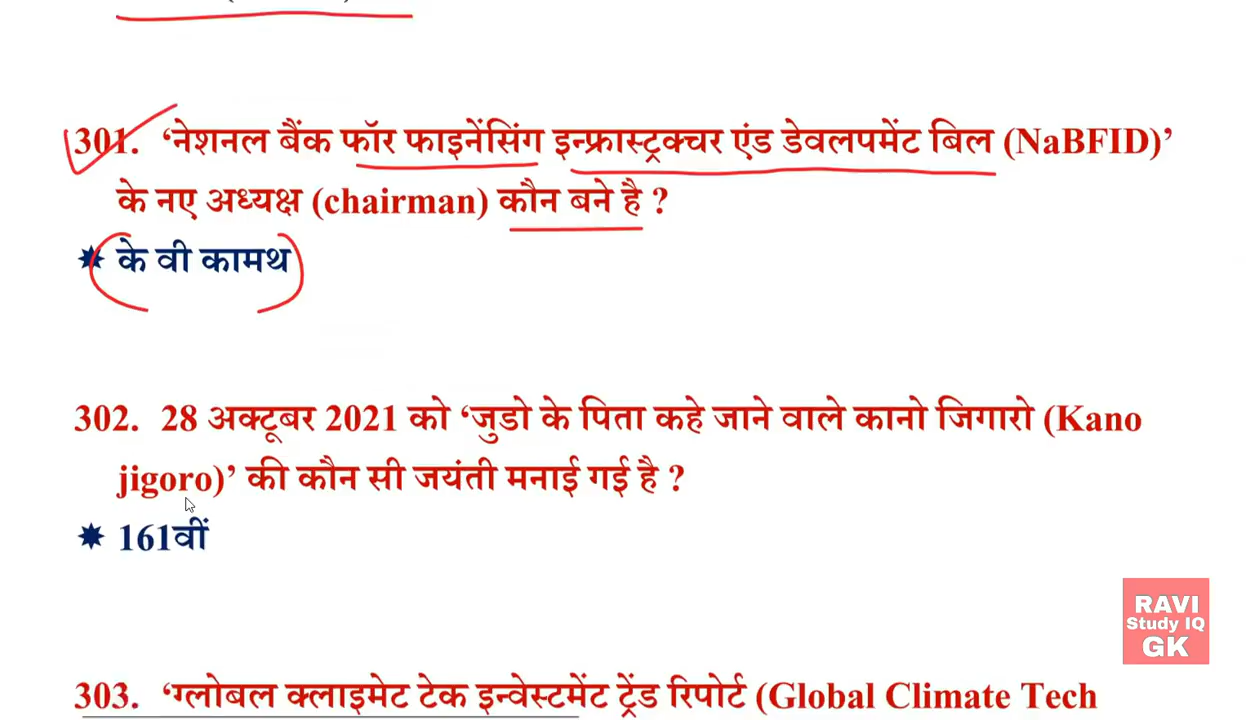 301. ‘नेशनल बैंक फॉर फाइनेंसिंग इन्फ्रास्ट्रक्चर एंड डेवलपमेंट बिल (NaBFID)’
के नए अध्यक्ष (chairman) कौन बने है ?
✷ के वी कामथ
302. 28 अक्टूबर 2021 को ‘जुडो के पिता कहे जाने वाले कानो जिगारो (Kano
jigoro)’ की कौन सी जयंती मनाई गई है ?
✷ 161वीं
RAVI
Study IQ
GK
303. ‘ग्लोबल क्लाइमेट टेक इन्वेस्टमेंट ट्रेंड रिपोर्ट (Global Climate Tech